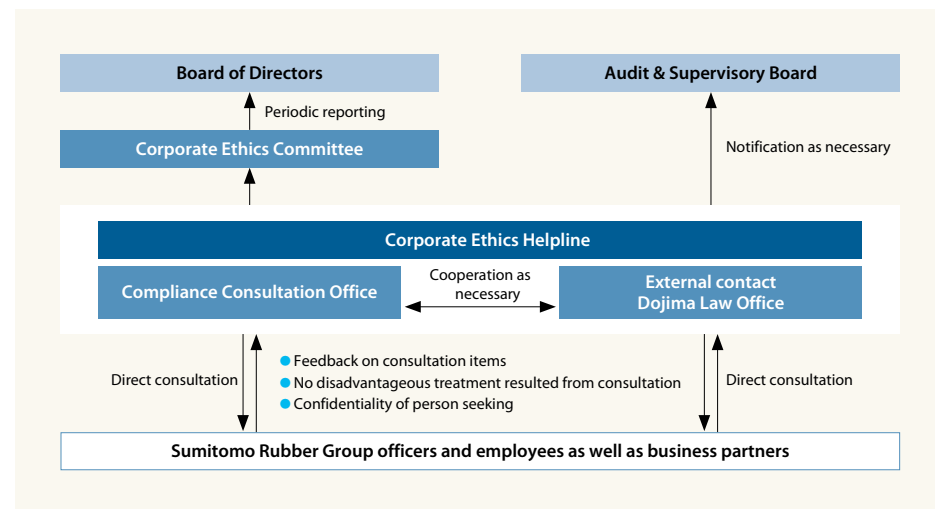 Board of Directors
Audit & Supervisory Board
Periodic reporting
Corporate Ethics Committee
Notification as necessary
Corporate Ethics Helpline
Compliance Consultation Office
Cooperation as
necessary
External contact
Dojima Law Office
Direct consultation
Feedback on consultation items
No disadvantageous treatment resulted from consultation
Confidentiality of person seeking
Direct consultation
Sumitomo Rubber Group officers and employees as well as business partners